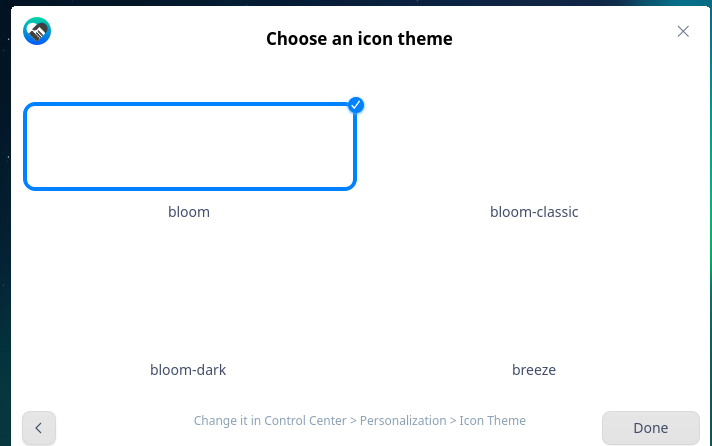 Choose an icon theme
bloom
bloom-classic
bloom-dark
breeze
Change it in Control Center > Personalization > Icon Theme
Done